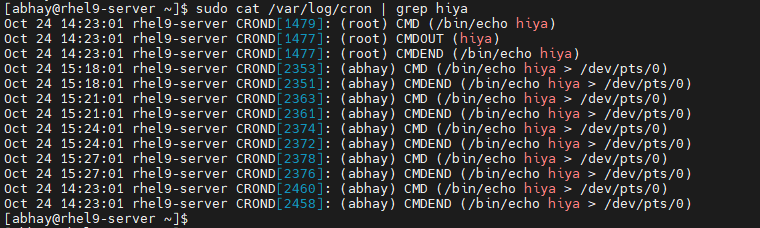 [abhay@rhel9-server ~]$ sudo cat /var/log/cron | grep hiya
Oct 24 14:23:01 rhel9-server CROND[1479]: (root) CMD (/bin/echo hiya)
Oct 24 14:23:01 rhel9-server CROND[1477]: (root) CMDOUT (hiya)
Oct 24 14:23:01 rhel9-server CROND[1477]: (root) CMDEND (/bin/echo hiya)
Oct 24 15:18:01 rhel9-server CROND[2353]: (abhay) CMD (/bin/echo hiya > /dev/pts/0)
Oct 24 15:18:01 rhel9-server CROND[2351]: (abhay) CMDEND (/bin/echo hiya > /dev/pts/0)
Oct 24 15:21:01 rhel9-server CROND[2363]: (abhay) CMD (/bin/echo hiya > /dev/pts/0)
Oct 24 15:21:01 rhel9-server CROND[2361]: (abhay) CMDEND (/bin/echo hiya > /dev/pts/0)
Oct 24 15:24:01 rhel9-server CROND[2374]: (abhay) CMD (/bin/echo hiya > /dev/pts/0)
Oct 24 15:24:01 rhel9-server CROND[2372]: (abhay) CMDEND (/bin/echo hiya > /dev/pts/0)
Oct 24 15:27:01 rhel9-server CROND[2378]: (abhay) CMD (/bin/echo hiya > /dev/pts/0)
Oct 24 15:27:01 rhel9-server CROND[2376]: (abhay) CMDEND (/bin/echo hiya > /dev/pts/0)
Oct 24 14:23:01 rhel9-server CROND[2460]: (abhay) CMD (/bin/echo hiya > /dev/pts/0)
Oct 24 14:23:01 rhel9-server CROND[2458]: (abhay) CMDEND (/bin/echo hiya > /dev/pts/0)
[abhay@rhel9-server ~]$